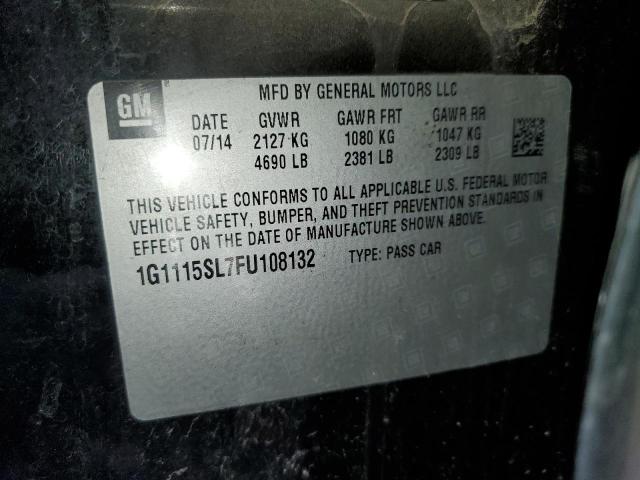 GM
MFD BY GENERAL MOTORS LLC
DATE GVWR GAWR FRT GAWR RR
07/14 2127 KG 1080 KG 1047 KG
4690 LB 2381 LB 2309 LB
THIS VEHICLE CONFORMS TO ALL APPLICABLE U.S. FEDERAL MOTOR
VEHICLE SAFETY, BUMPER, AND THEFT PREVENTION STANDARDS IN
EFFECT ON THE DATE OF MANUFACTURE SHOWN ABOVE.
1G1115SL7FU108132 TYPE: PASS CAR